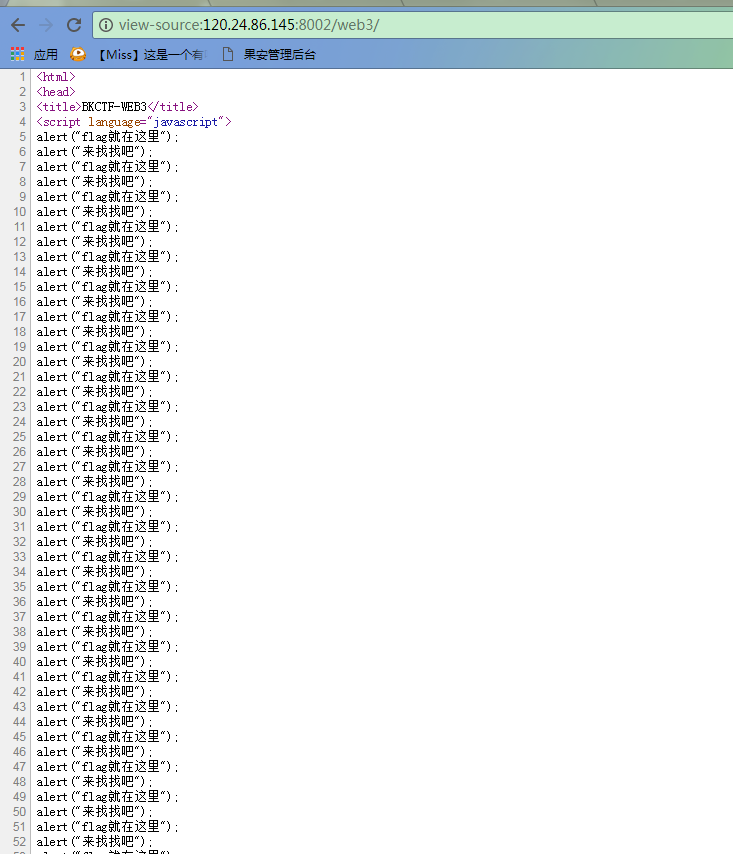 view-source:120.24.86.145:8002/web3/
应用 【Miss】这是一个有 果安管理后台
1 <html>
2 <head>
3 <title>BKCTF-WEB3</title>
4 <script language="javascript">
5 alert("flag就在这里");
6 alert("来找找吧");
7 alert("flag就在这里");
8 alert("来找找吧");
9 alert("flag就在这里");
10 alert("来找找吧");
11 alert("flag就在这里");
12 alert("来找找吧");
13 alert("flag就在这里");
14 alert("来找找吧");
15 alert("flag就在这里");
16 alert("来找找吧");
17 alert("flag就在这里");
18 alert("来找找吧");
19 alert("flag就在这里");
20 alert("来找找吧");
21 alert("flag就在这里");
22 alert("来找找吧");
23 alert("flag就在这里");
24 alert("来找找吧");
25 alert("flag就在这里");
26 alert("来找找吧");
27 alert("flag就在这里");
28 alert("来找找吧");
29 alert("flag就在这里");
30 alert("来找找吧");
31 alert("flag就在这里");
32 alert("来找找吧");
33 alert("flag就在这里");
34 alert("来找找吧");
35 alert("flag就在这里");
36 alert("来找找吧");
37 alert("flag就在这里");
38 alert("来找找吧");
39 alert("flag就在这里");
40 alert("来找找吧");
41 alert("flag就在这里");
42 alert("来找找吧");
43 alert("flag就在这里");
44 alert("来找找吧");
45 alert("flag就在这里");
46 alert("来找找吧");
47 alert("flag就在这里");
48 alert("来找找吧");
49 alert("flag就在这里");
50 alert("来找找吧");
51 alert("flag就在这里");
52 alert("来找找吧");